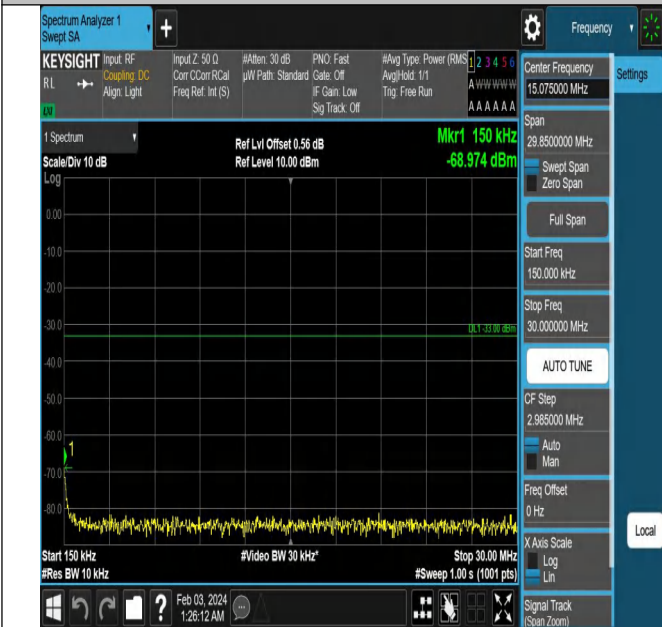 Spectrum Analyzer 1
Swept SA
Frequency
KEYSIGHT
RL
LNI
Input: RF
Coupling: DC
Align: Light
Input Z: 50 Ω
Corr CCorr RCal
Freq Ref: Int (S)
#Atten: 30 dB
µW Path: Standard
PNO: Fast
Gate: Off
IF Gain: Low
Sig Track: Off
#Avg Type: Power (RMS
Avg|Hold: 1/1
Trig: Free Run
1 2 3 4 5 6
A W W W W W
A A A A A A
1 Spectrum
Scale/Div 10 dB
Log
Ref Lvl Offset 0.56 dB
Ref Level 10.00 dBm
Mkr1 150 kHz
-68.974 dBm
0.00
-10.0
-20.0
-30.0
DL1 -33.00 dBm
-40.0
-50.0
-60.0
1
-70.0
-80.0
Start 150 kHz
#Video BW 30 kHz*
Stop 30.00 MHz
#Res BW 10 kHz
#Sweep 1.00 s (1001 pts)
Feb 03, 2024
1:26:12 AM
Center Frequency
15.075000 MHz
Settings
Span
29.8500000 MHz
Swept Span
Zero Span
Full Span
Start Freq
150.000 kHz
Stop Freq
30.000000 MHz
AUTO TUNE
CF Step
2.985000 MHz
Auto
Man
Freq Offset
0 Hz
Local
X Axis Scale
Log
Lin
Signal Track
(Span Zoom)